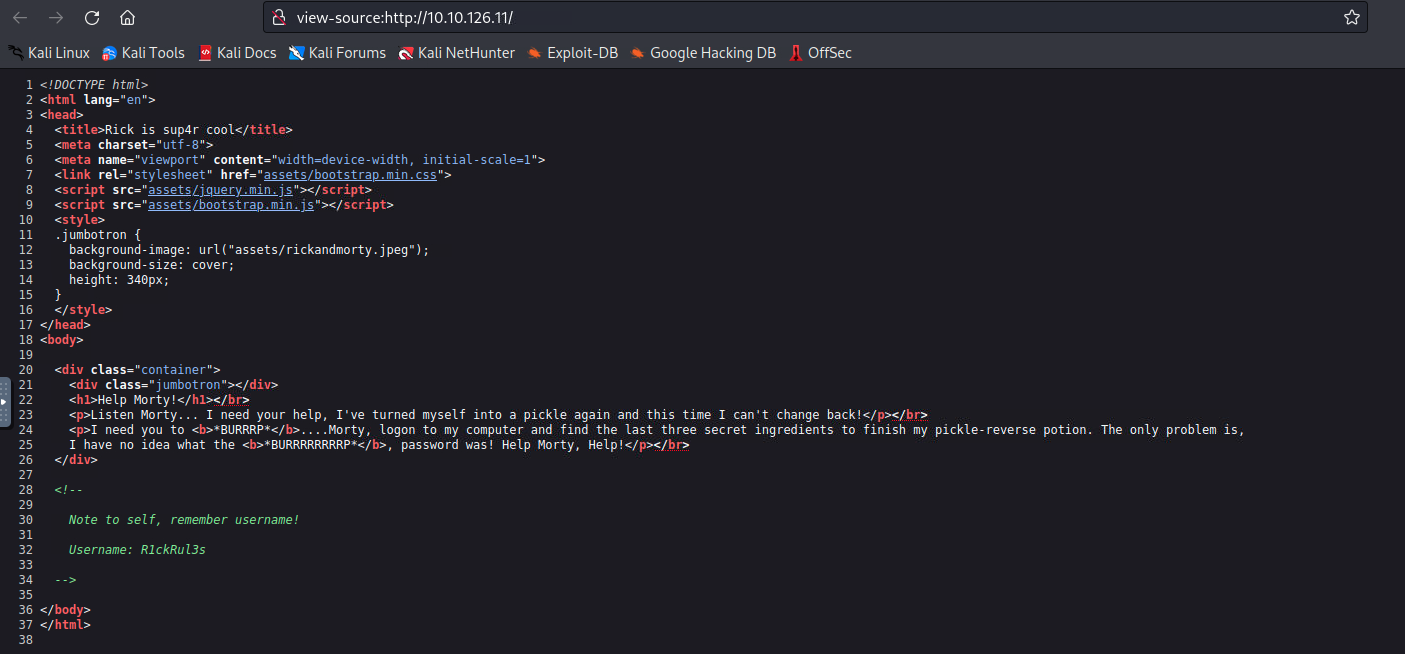 view-source:http://10.10.126.11/
Kali Linux Kali Tools Kali Docs Kali Forums Kali NetHunter Exploit-DB Google Hacking DB OffSec
1 <!DOCTYPE html>
2 <html lang="en">
3 <head>
4 <title>Rick is sup4r cool</title>
5 <meta charset="utf-8">
6 <meta name="viewport" content="width=device-width, initial-scale=1">
7 <link rel="stylesheet" href="assets/bootstrap.min.css">
8 <script src="assets/jquery.min.js"></script>
9 <script src="assets/bootstrap.min.js"></script>
10 <style>
11 .jumbotron {
12 background-image: url("assets/rickandmorty.jpeg");
13 background-size: cover;
14 height: 340px;
15 }
16 </style>
17 </head>
18 <body>
19
20 <div class="container">
21 <div class="jumbotron"></div>
22 <h1>Help Morty!</h1></br>
23 <p>Listen Morty... I need your help, I've turned myself into a pickle again and this time I can't change back!</p></br>
24 <p>I need you to <b>*BURRRP*</b>....Morty, logon to my computer and find the last three secret ingredients to finish my pickle-reverse potion. The only problem is,
25 I have no idea what the <b>*BURRRRRRRRP*</b>, password was! Help Morty, Help!</p></br>
26 </div>
27
28 <!--
29
30 Note to self, remember username!
31
32 Username: R1ckRul3s
33
34 -->
35
36 </body>
37 </html>
38